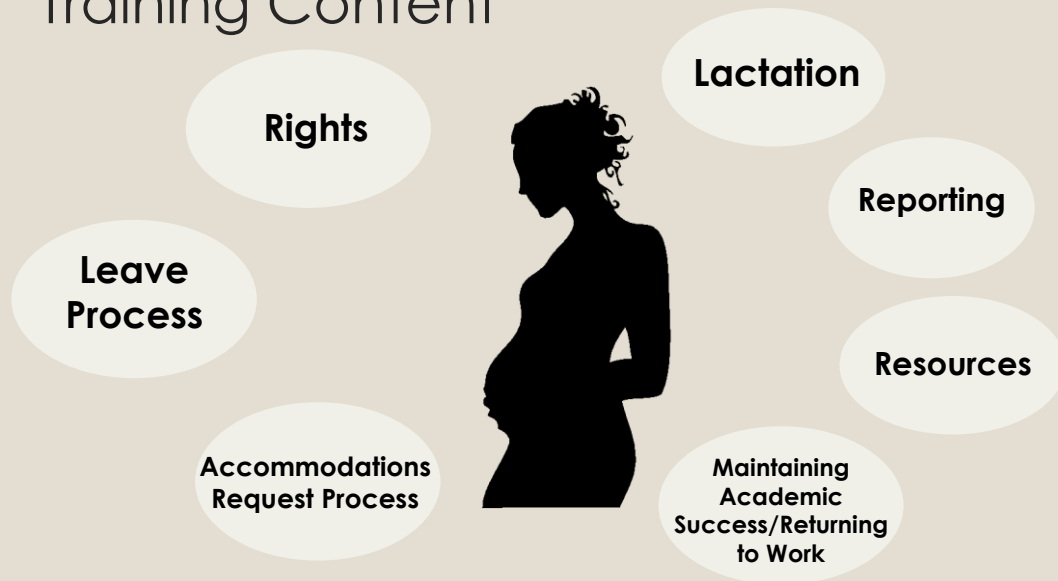 Training Content
Lactation
Rights
Reporting
Leave
Process
Resources
Accommodations
Request Process
Maintaining
Academic
Success/Returning
to Work